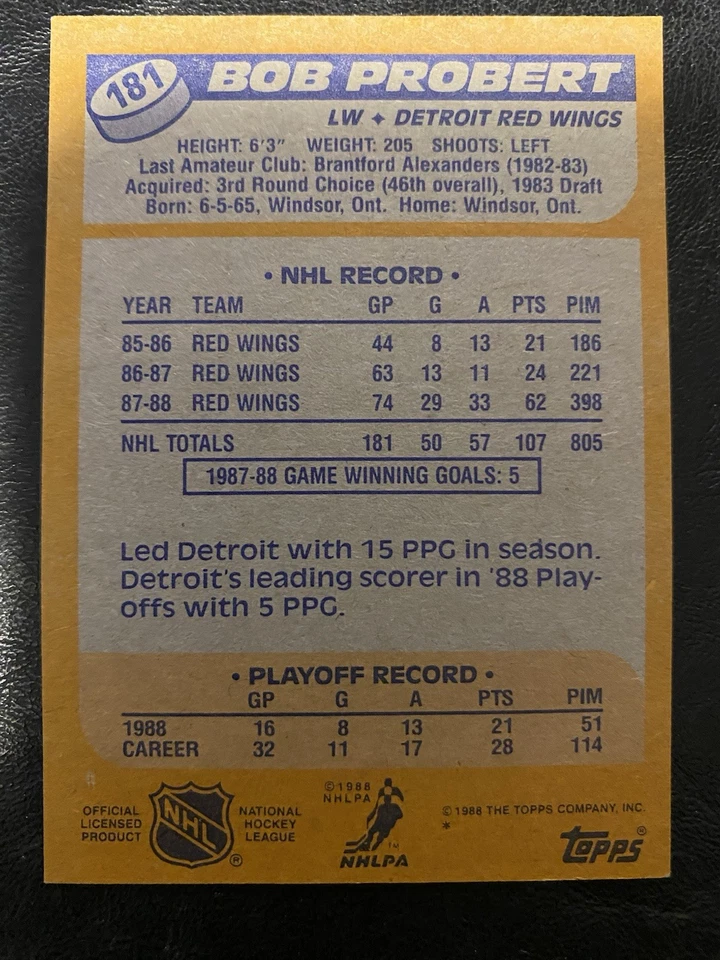 181
BOB PROBERT
LW ✦ DETROIT RED WINGS
HEIGHT: 6'3" WEIGHT: 205 SHOOTS: LEFT
Last Amateur Club: Brantford Alexanders (1982-83)
Acquired: 3rd Round Choice (46th overall), 1983 Draft
Born: 6-5-65, Windsor, Ont. Home: Windsor, Ont.
• NHL RECORD •
YEAR TEAM GP G A PTS PIM
85-86 RED WINGS 44 8 13 21 186
86-87 RED WINGS 63 13 11 24 221
87-88 RED WINGS 74 29 33 62 398
NHL TOTALS 181 50 57 107 805
1987-88 GAME WINNING GOALS: 5
Led Detroit with 15 PPG in season.
Detroit's leading scorer in '88 Play-
offs with 5 PPG.
• PLAYOFF RECORD •
GP G A PTS PIM
1988 16 8 13 21 51
CAREER 32 11 17 28 114
OFFICIAL
LICENSED
PRODUCT
NHL
®
NATIONAL
HOCKEY
LEAGUE
©1988
NHLPA
TM
NHLPA
©1988 THE TOPPS COMPANY, INC.
*
TOPPS®